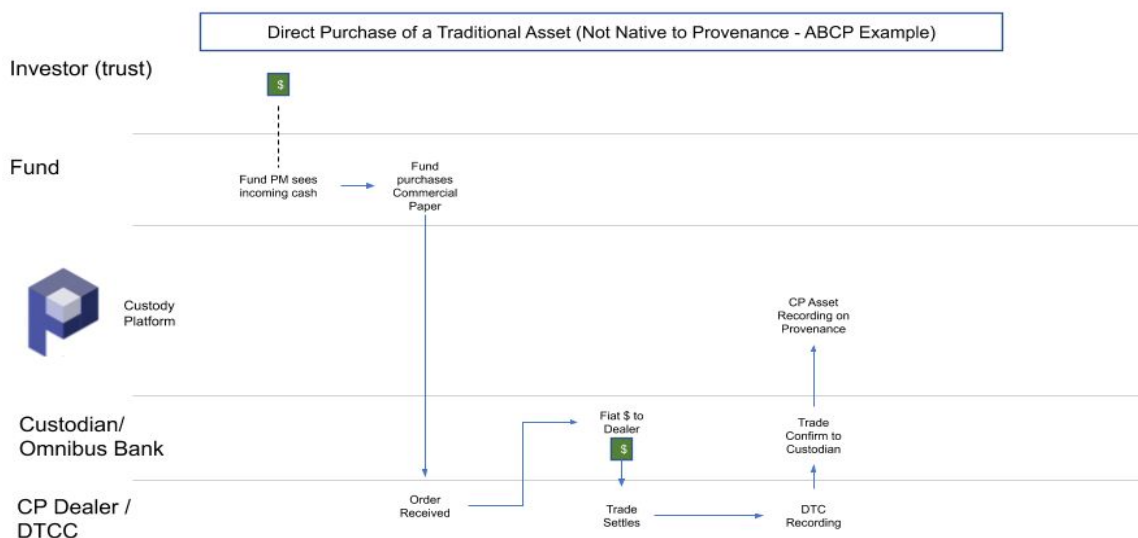 Direct Purchase of a Traditional Asset (Not Native to Provenance - ABCP Example)
Investor (trust)
$
Fund
Fund PM sees
incoming cash
Fund
purchases
Commercial
Paper
Custody
Platform
CP Asset
Recording on
Provenance
Custodian/
Omnibus Bank
Fiat $ to
Dealer
$
Trade
Confirm to
Custodian
CP Dealer /
DTCC
Order
Received
Trade
Settles
DTC
Recording